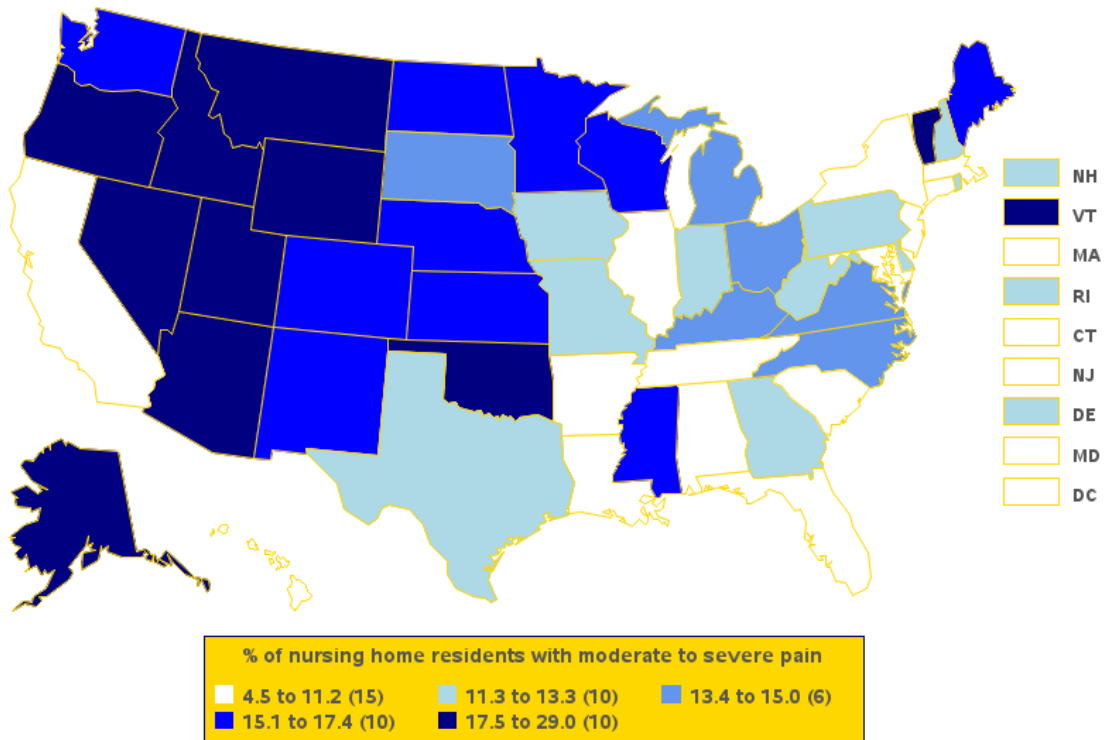 NH
VT
MA
RI
CT
NJ
DE
MD
DC
% of nursing home residents with moderate to severe pain
4.5 to 11.2 (15) 11.3 to 13.3 (10) 13.4 to 15.0 (6)
15.1 to 17.4 (10) 17.5 to 29.0 (10)